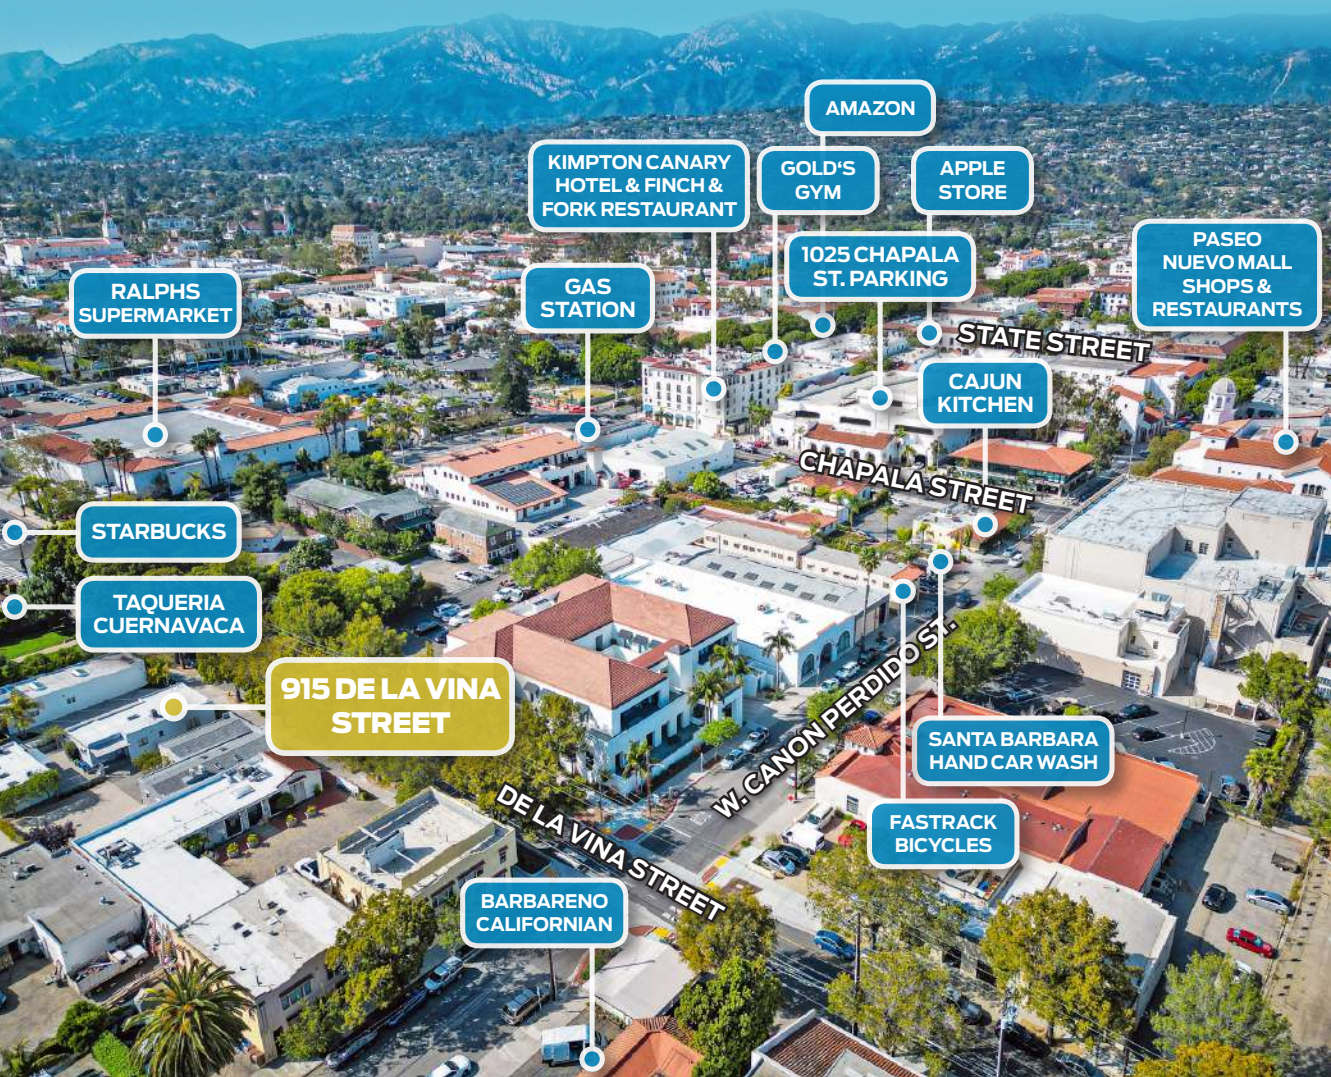 AMAZON
KIMPTON CANARY
HOTEL & FINCH &
FORK RESTAURANT
GOLD'S
GYM
APPLE
STORE
PASEO
NUEVO MALL
SHOPS &
RESTAURANTS
1025 CHAPALA
ST. PARKING
RALPHS
SUPERMARKET
GAS
STATION
STATE STREET
CAJUN
KITCHEN
CHAPALA STREET
STARBUCKS
TAQUERIA
CUERNAVACA
915 DE LA VINA
STREET
W. CANON PERDIDO ST.
SANTA BARBARA
HAND CAR WASH
DE LA VINA STREET
FASTRACK
BICYCLES
BARBARENO
CALIFORNIAN